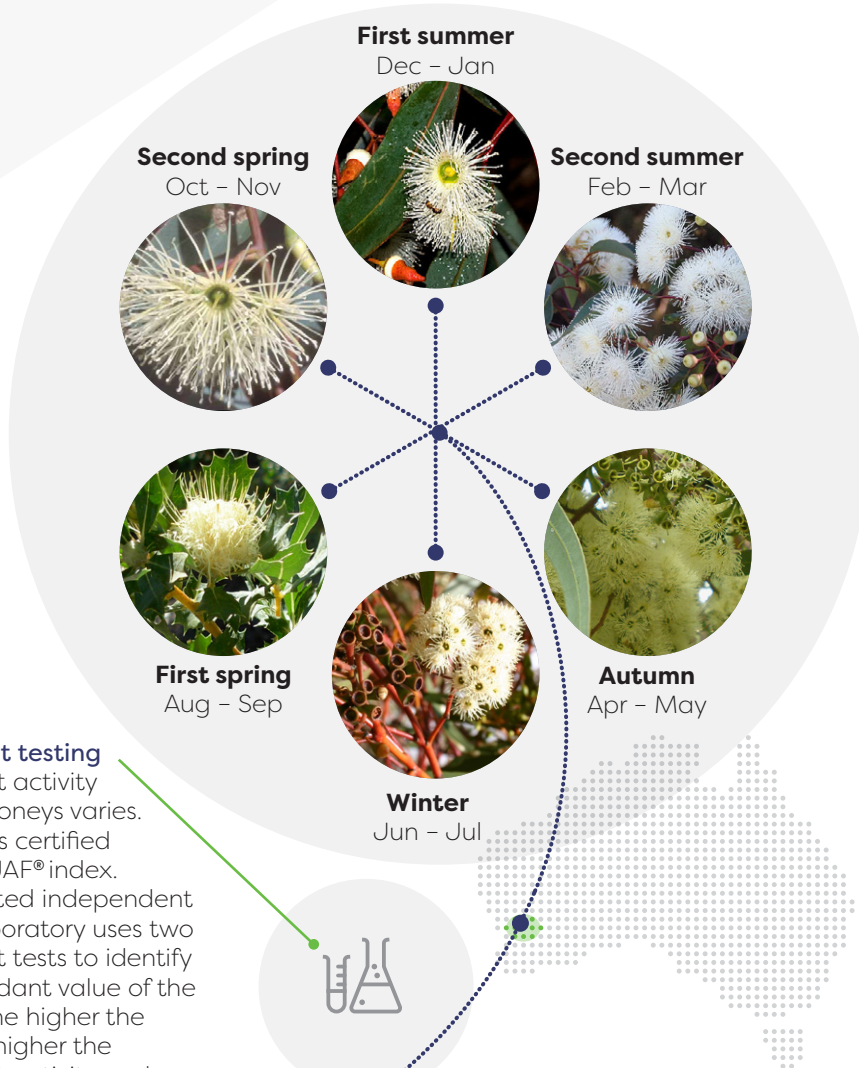 First summer
Dec – Jan
Second spring
Oct – Nov
Second summer
Feb – Mar
First spring
Aug – Sep
Autumn
Apr – May
Winter
Jun – Jul
t testing
t activity
oneys varies.
s certified
JAF® index.
ted independent
boratory uses two
t tests to identify
dant value of the
ne higher the
higher the